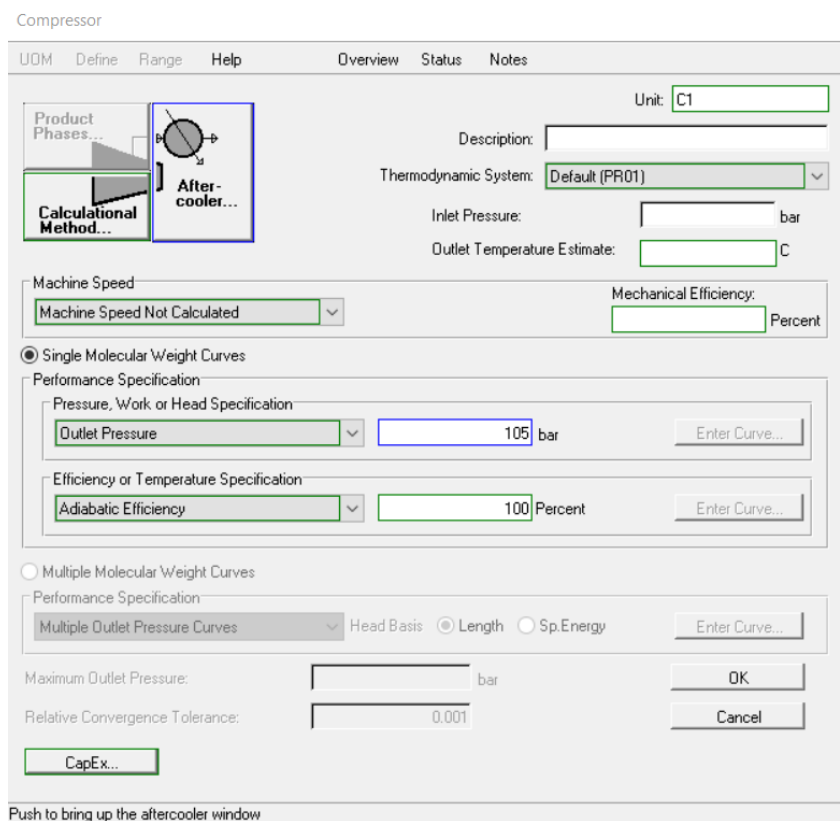 Compressor
UOM Define Range Help Overview Status Notes
Product
Phases...
Calculational
Method...
After-
cooler...
Unit: C1
Description:
Thermodynamic System: Default (PR01)
Inlet Pressure: bar
Outlet Temperature Estimate: C
Machine Speed
Machine Speed Not Calculated
Mechanical Efficiency:
Percent
Single Molecular Weight Curves
Performance Specification
Pressure, Work or Head Specification
Outlet Pressure 105 bar Enter Curve...
Efficiency or Temperature Specification
Adiabatic Efficiency 100 Percent Enter Curve...
Multiple Molecular Weight Curves
Performance Specification
Multiple Outlet Pressure Curves Head Basis Length Sp.Energy Enter Curve...
Maximum Outlet Pressure: bar OK
Relative Convergence Tolerance: 0.001 Cancel
CapEx...
Push to bring up the aftercooler window